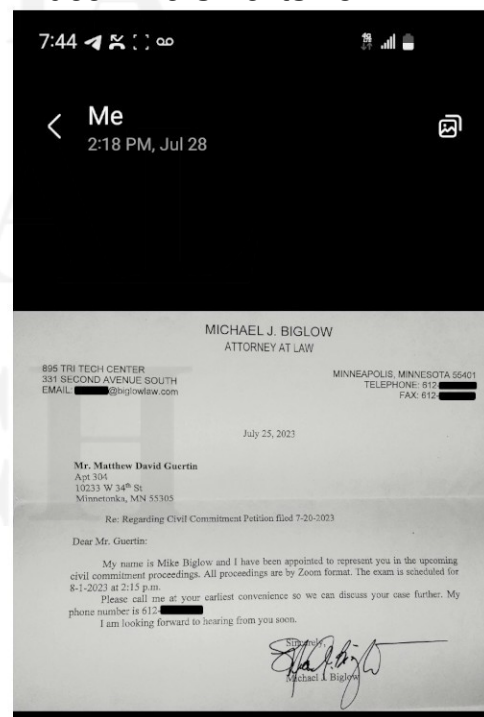 7:44
Me
2:18 PM, Jul 28
MICHAEL J. BIGLOW
ATTORNEY AT LAW
895 TRI TECH CENTER
331 SECOND AVENUE SOUTH
EMAIL: @biglowlaw.com
MINNEAPOLIS, MINNESOTA 55401
TELEPHONE: 612-
FAX: 612-
July 25, 2023
Mr. Matthew David Guertin
Apt 304
10233 W 34th St
Minnetonka, MN 55305
Re: Regarding Civil Commitment Petition filed 7-20-2023
Dear Mr. Guertin:
My name is Mike Biglow and I have been appointed to represent you in the upcoming
civil commitment proceedings. All proceedings are by Zoom format. The exam is scheduled for
8-1-2023 at 2:15 p.m.
Please call me at your earliest convenience so we can discuss your case further. My
phone number is 612-
I am looking forward to hearing from you soon.
Sincerely,
Michael J. Biglow